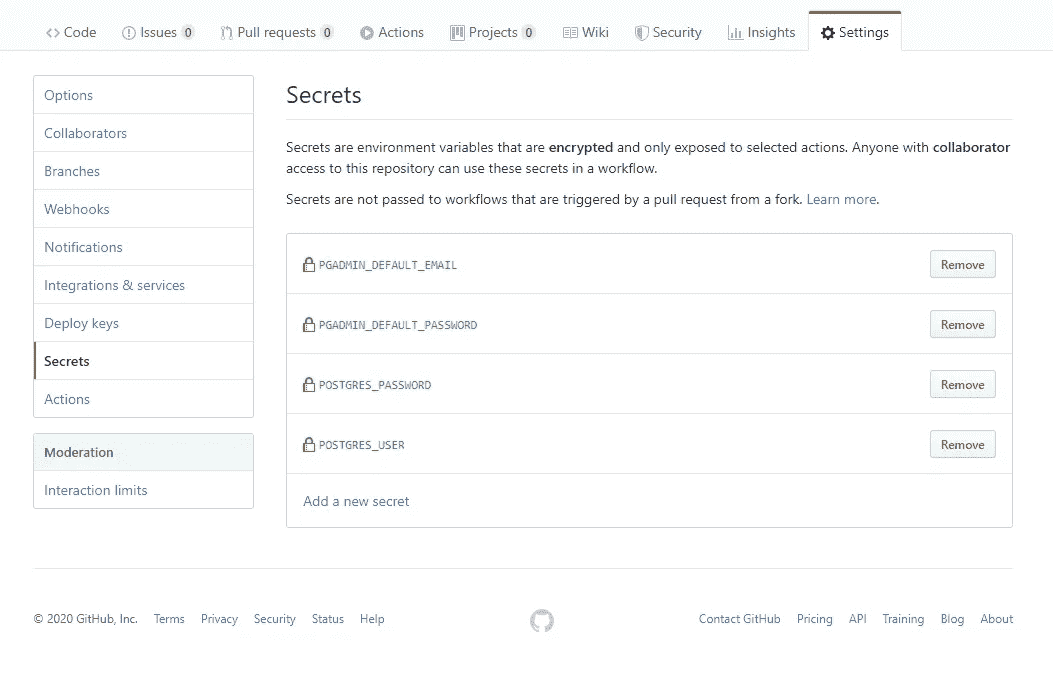 Code Issues 0 Pull requests 0 Actions Projects 0 Wiki Security Insights Settings
Options
Collaborators
Branches
Webhooks
Notifications
Integrations & services
Deploy keys
Secrets
Actions
Moderation
Interaction limits
Secrets
Secrets are environment variables that are encrypted and only exposed to selected actions. Anyone with collaborator
access to this repository can use these secrets in a workflow.
Secrets are not passed to workflows that are triggered by a pull request from a fork. Learn more.
PGADMIN_DEFAULT_EMAIL Remove
PGADMIN_DEFAULT_PASSWORD Remove
POSTGRES_PASSWORD Remove
POSTGRES_USER Remove
Add a new secret
© 2020 GitHub, Inc. Terms Privacy Security Status Help Contact GitHub Pricing API Training Blog About